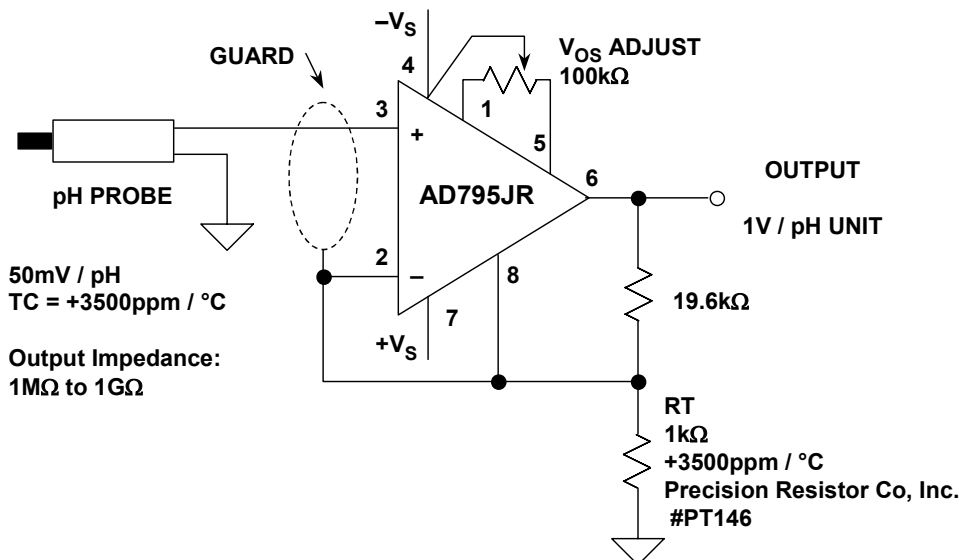 –VS
4
GUARD
VOS ADJUST
100kΩ
3
1
+
5
pH PROBE
AD795JR
6
OUTPUT
1V / pH UNIT
2
–
8
50mV / pH
TC = +3500ppm / °C
7
19.6kΩ
+VS
Output Impedance:
1MΩ to 1GΩ
RT
1kΩ
+3500ppm / °C
Precision Resistor Co, Inc.
#PT146